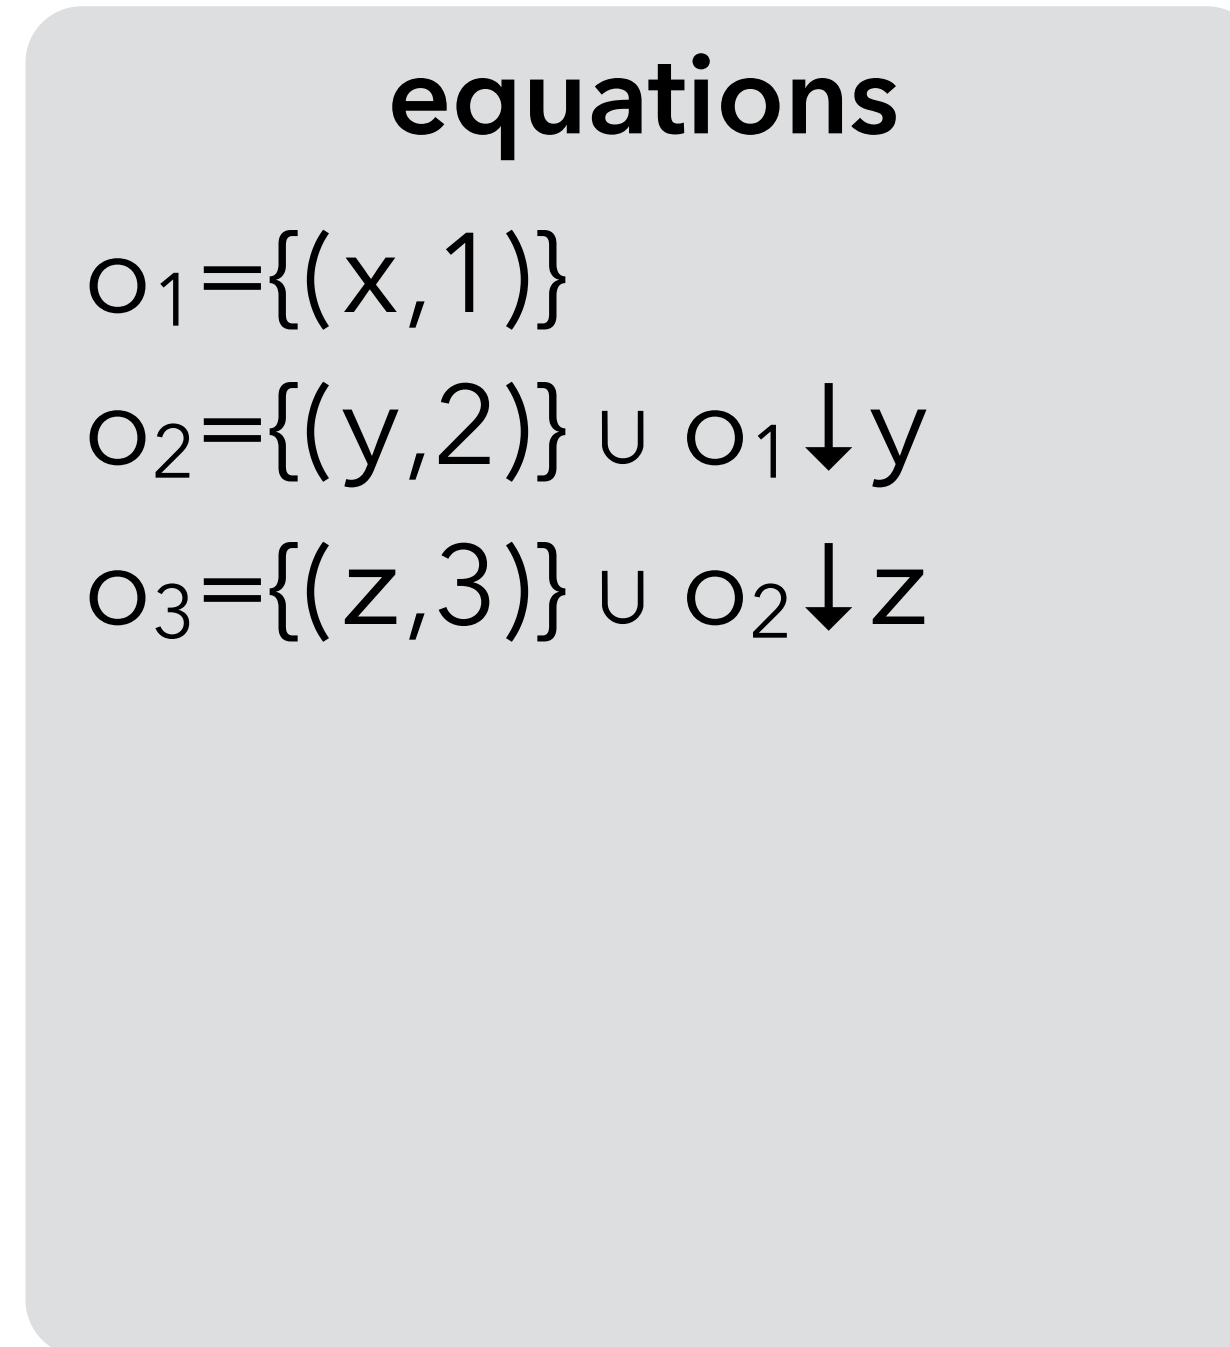 equations
o₁={(x,1)}
o₂={(y,2)} ∪ o₁↓y
o₃={(z,3)} ∪ o₂↓z